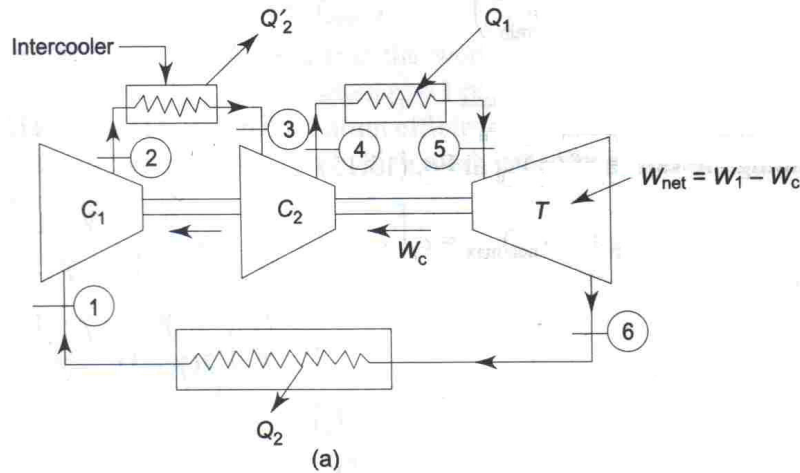 Q′2
Q1
Intercooler
2
3
4
5
C1
C2
T
Wnet = W1 – Wc
Wc
1
6
Q2
(a)